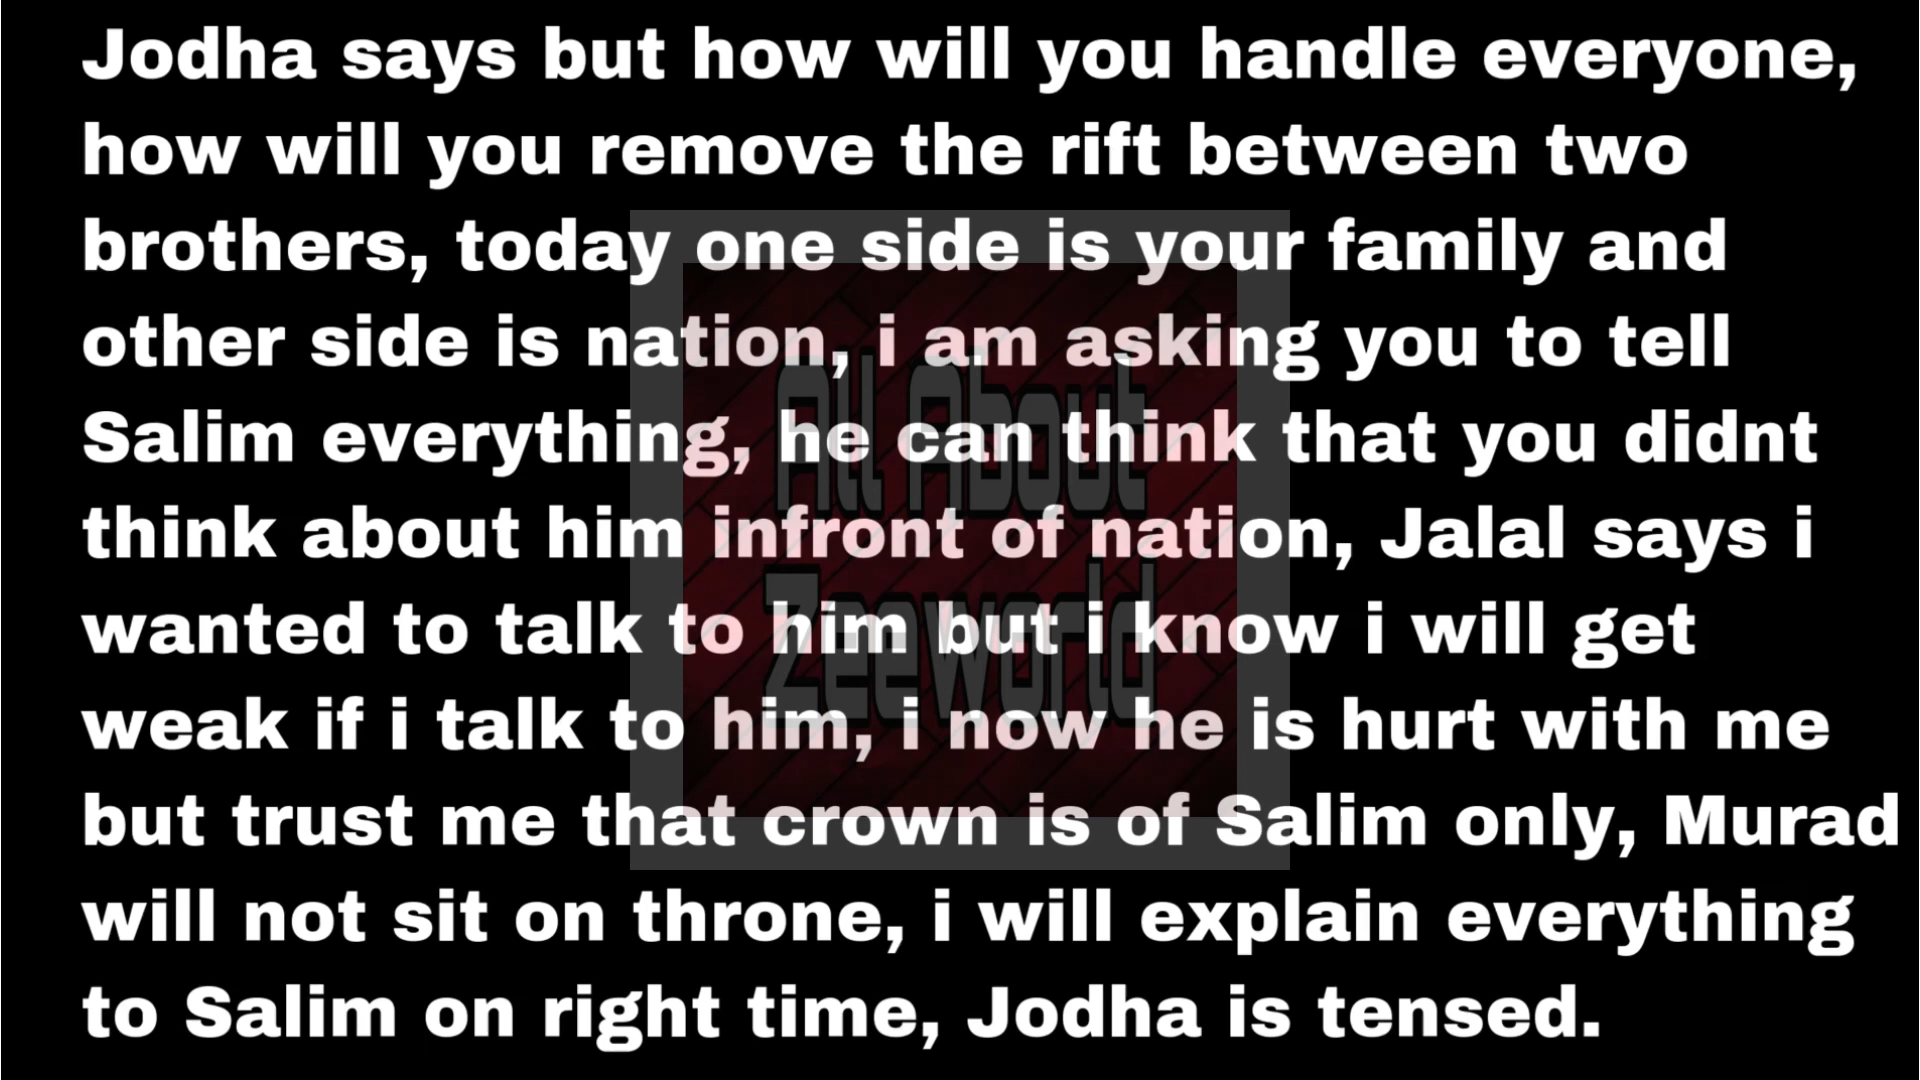 Jodha says but how will you handle everyone,
how will you remove the rift between two
brothers, today one side is your family and
other side is nation, i am asking you to tell
Salim everything, he can think that you didnt
think about him infront of nation, Jalal says i
wanted to talk to him but i know i will get
weak if i talk to him, i now he is hurt with me
but trust me that crown is of Salim only, Murad
will not sit on throne, i will explain everything
to Salim on right time, Jodha is tensed.
All About
Zeeworld